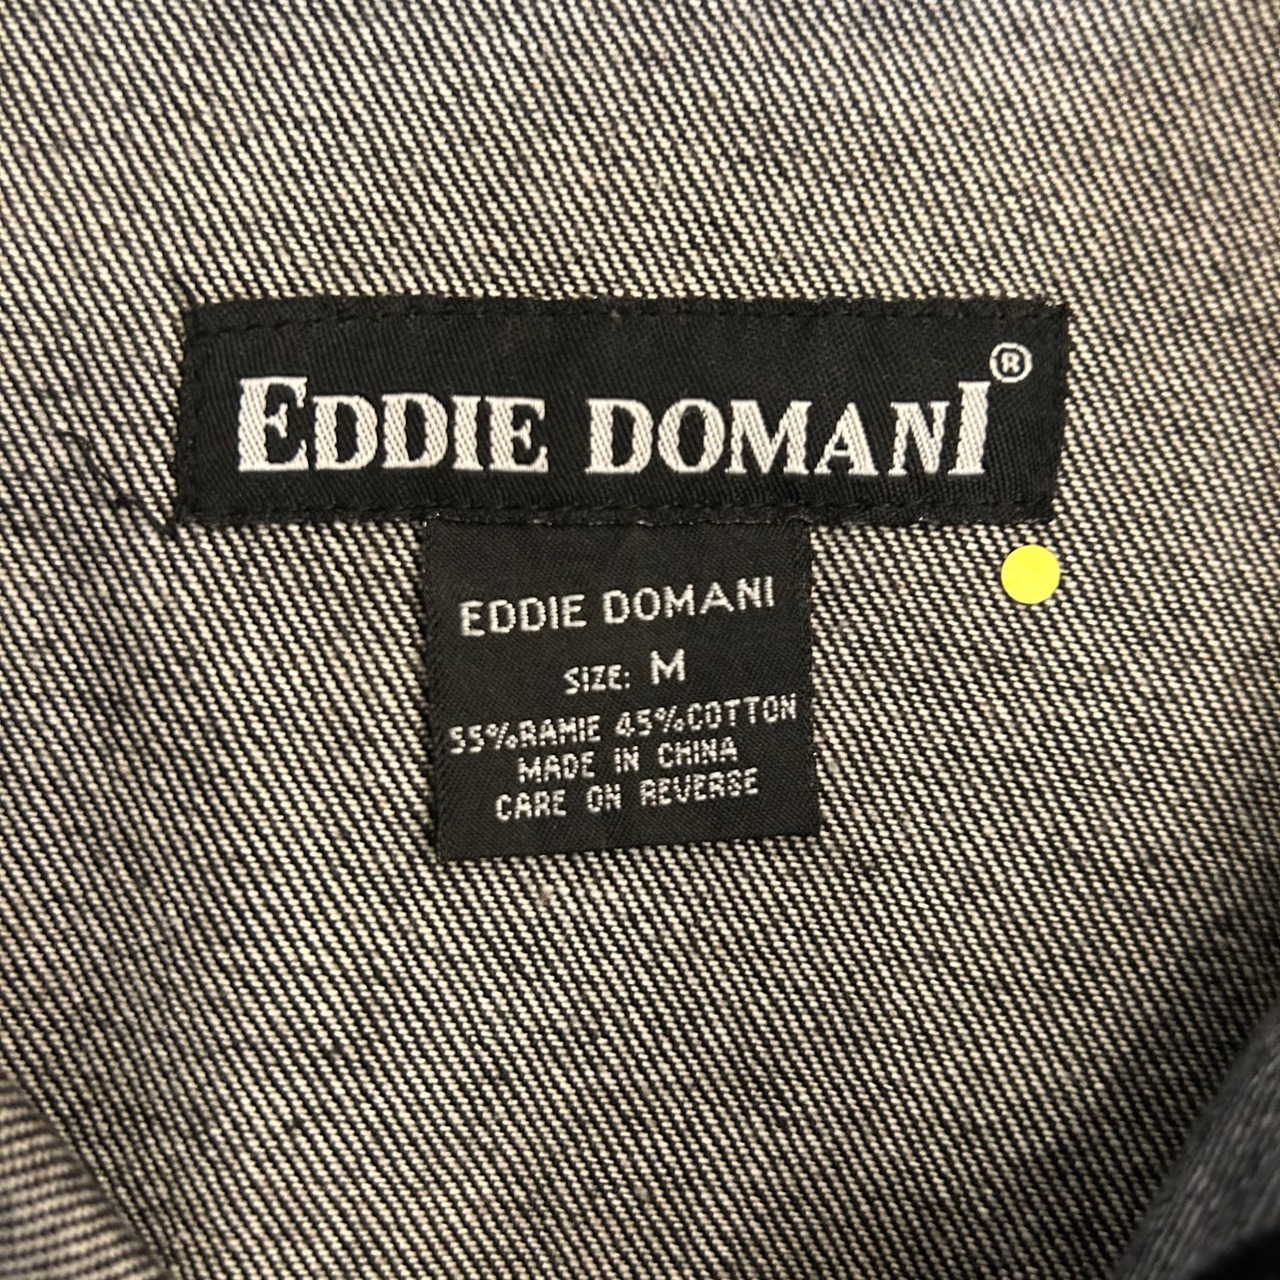 EDDIE DOMANI®
EDDIE DOMANI
SIZE: M
55%RAMIE 45%COTTON
MADE IN CHINA
CARE ON REVERSE